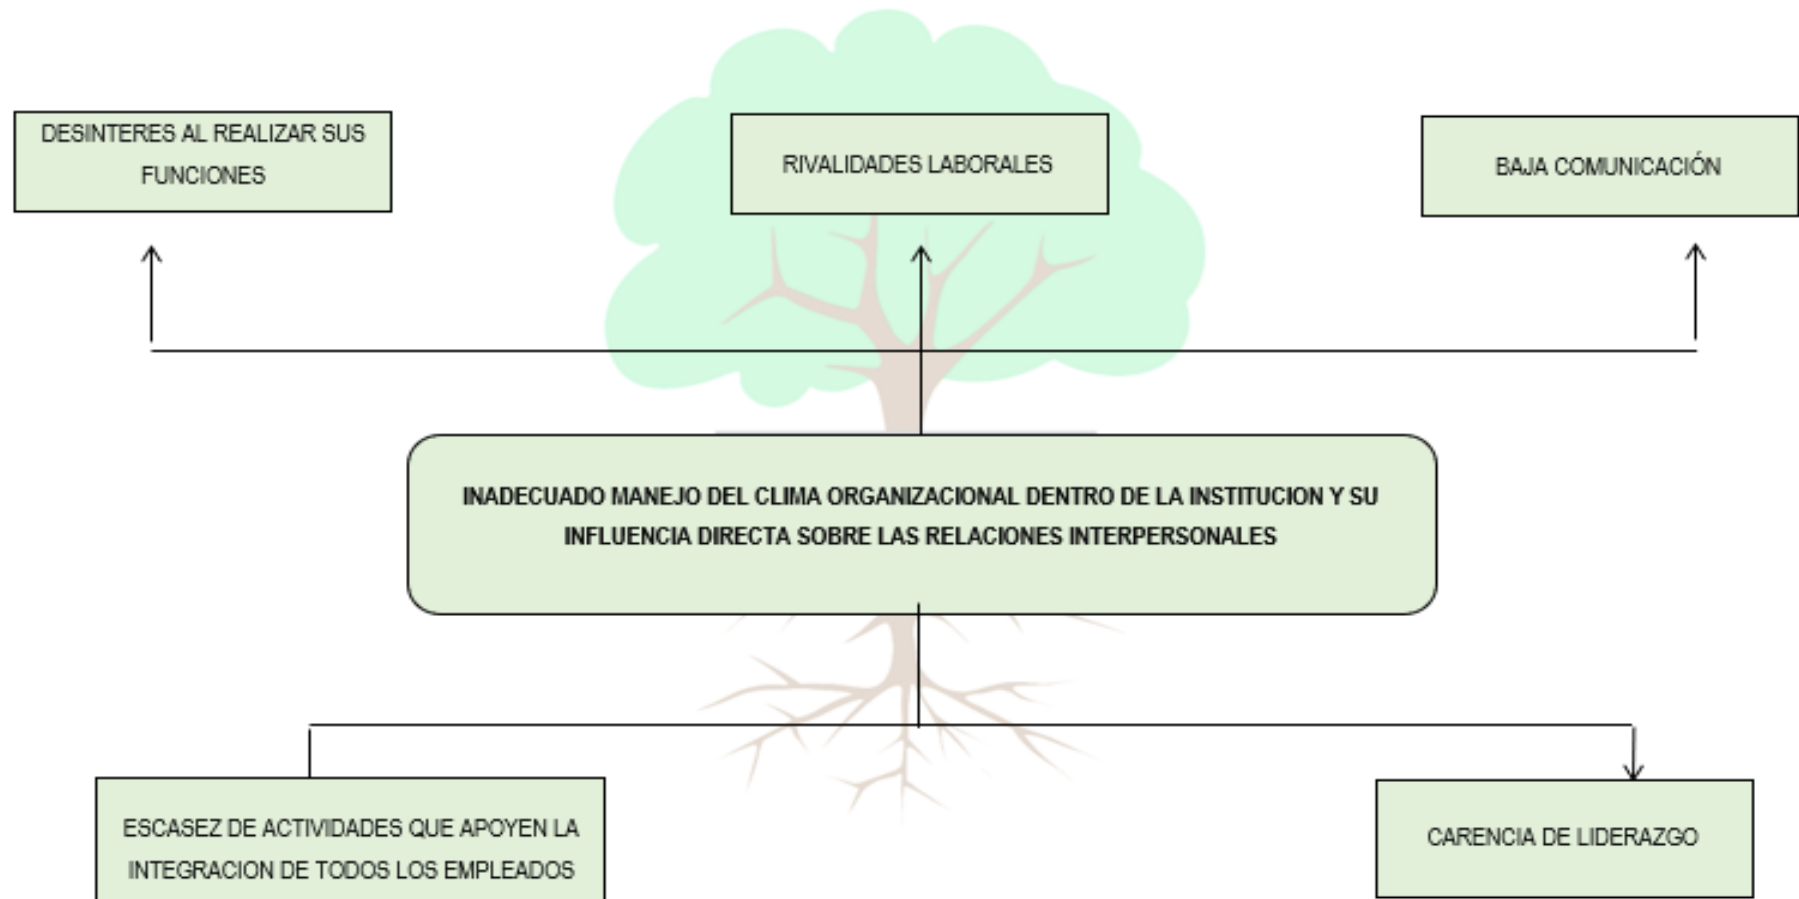 DESINTERES AL REALIZAR SUS
FUNCIONES
RIVALIDADES LABORALES
BAJA COMUNICACIÓN
INADECUADO MANEJO DEL CLIMA ORGANIZACIONAL DENTRO DE LA INSTITUCION Y SU
INFLUENCIA DIRECTA SOBRE LAS RELACIONES INTERPERSONALES
ESCASEZ DE ACTIVIDADES QUE APOYEN LA
INTEGRACION DE TODOS LOS EMPLEADOS
CARENCIA DE LIDERAZGO